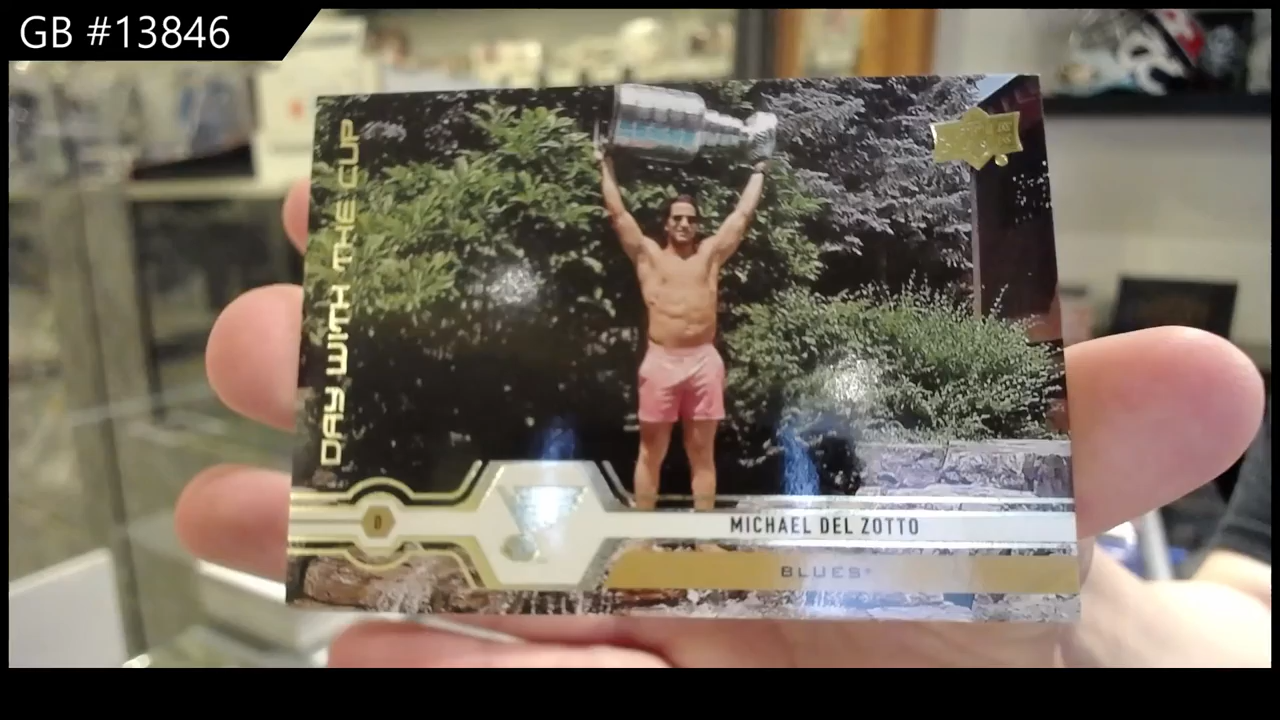 GB #13846
DAY WITH THE CUP
D
MICHAEL DEL ZOTTO
BLUES